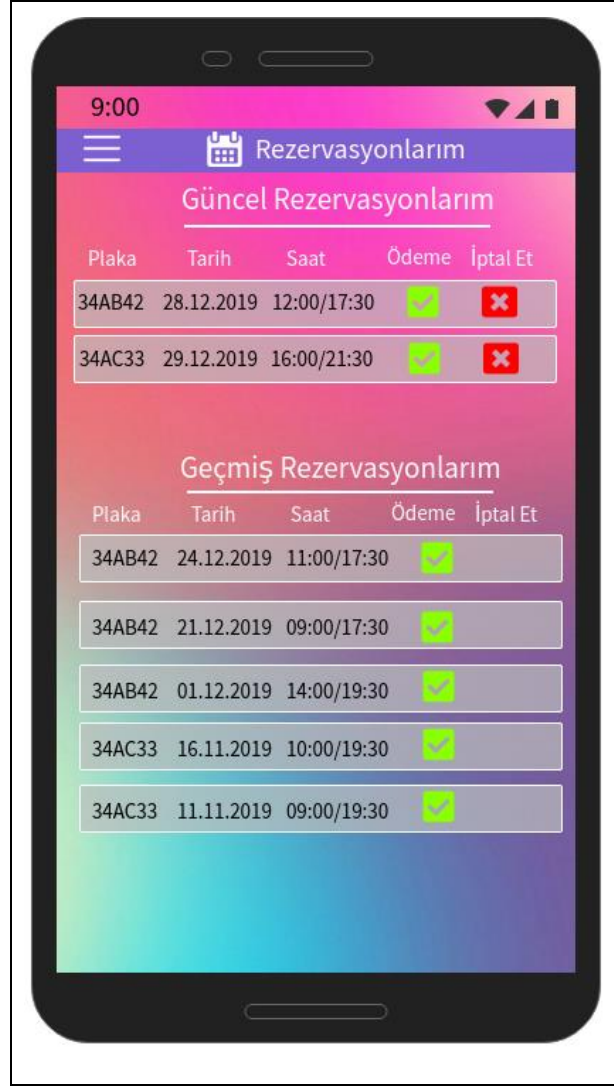 9:00
Rezervasyonlarım
Güncel Rezervasyonlarım
Plaka Tarih Saat Ödeme İptal Et
34AB42 28.12.2019 12:00/17:30
34AC33 29.12.2019 16:00/21:30
Geçmiş Rezervasyonlarım
Plaka Tarih Saat Ödeme İptal Et
34AB42 24.12.2019 11:00/17:30
34AB42 21.12.2019 09:00/17:30
34AB42 01.12.2019 14:00/19:30
34AC33 16.11.2019 10:00/19:30
34AC33 11.11.2019 09:00/19:30